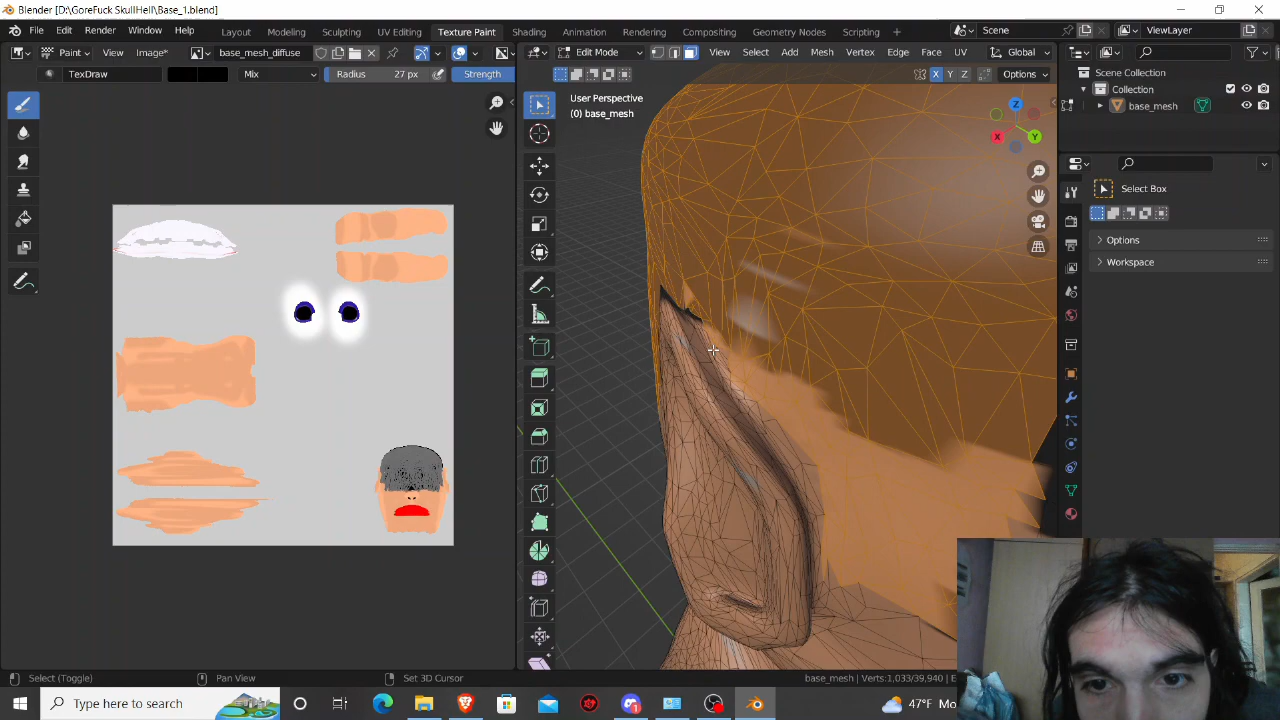 Blender [D:\GoreFuck SkullHell\Base_1.blend]
File Edit Render Window Help Layout Modeling Sculpting UV Editing Texture Paint Shading Animation Rendering Compositing Geometry Nodes Scripting + Scene ViewLayer
Paint View Image* base_mesh_diffuse Edit Mode View Select Add Mesh Vertex Edge Face UV Global
TexDraw Mix Radius 27 px Strength X Y Z Options
Scene Collection
Collection
base_mesh
User Perspective
(0) base_mesh
Z
X Y
Select Box
Options
Workspace
Select (Toggle) Pan View Set 3D Cursor base_mesh | Verts:1,033/39,940 | E
Type here to search 1 47°F Mo